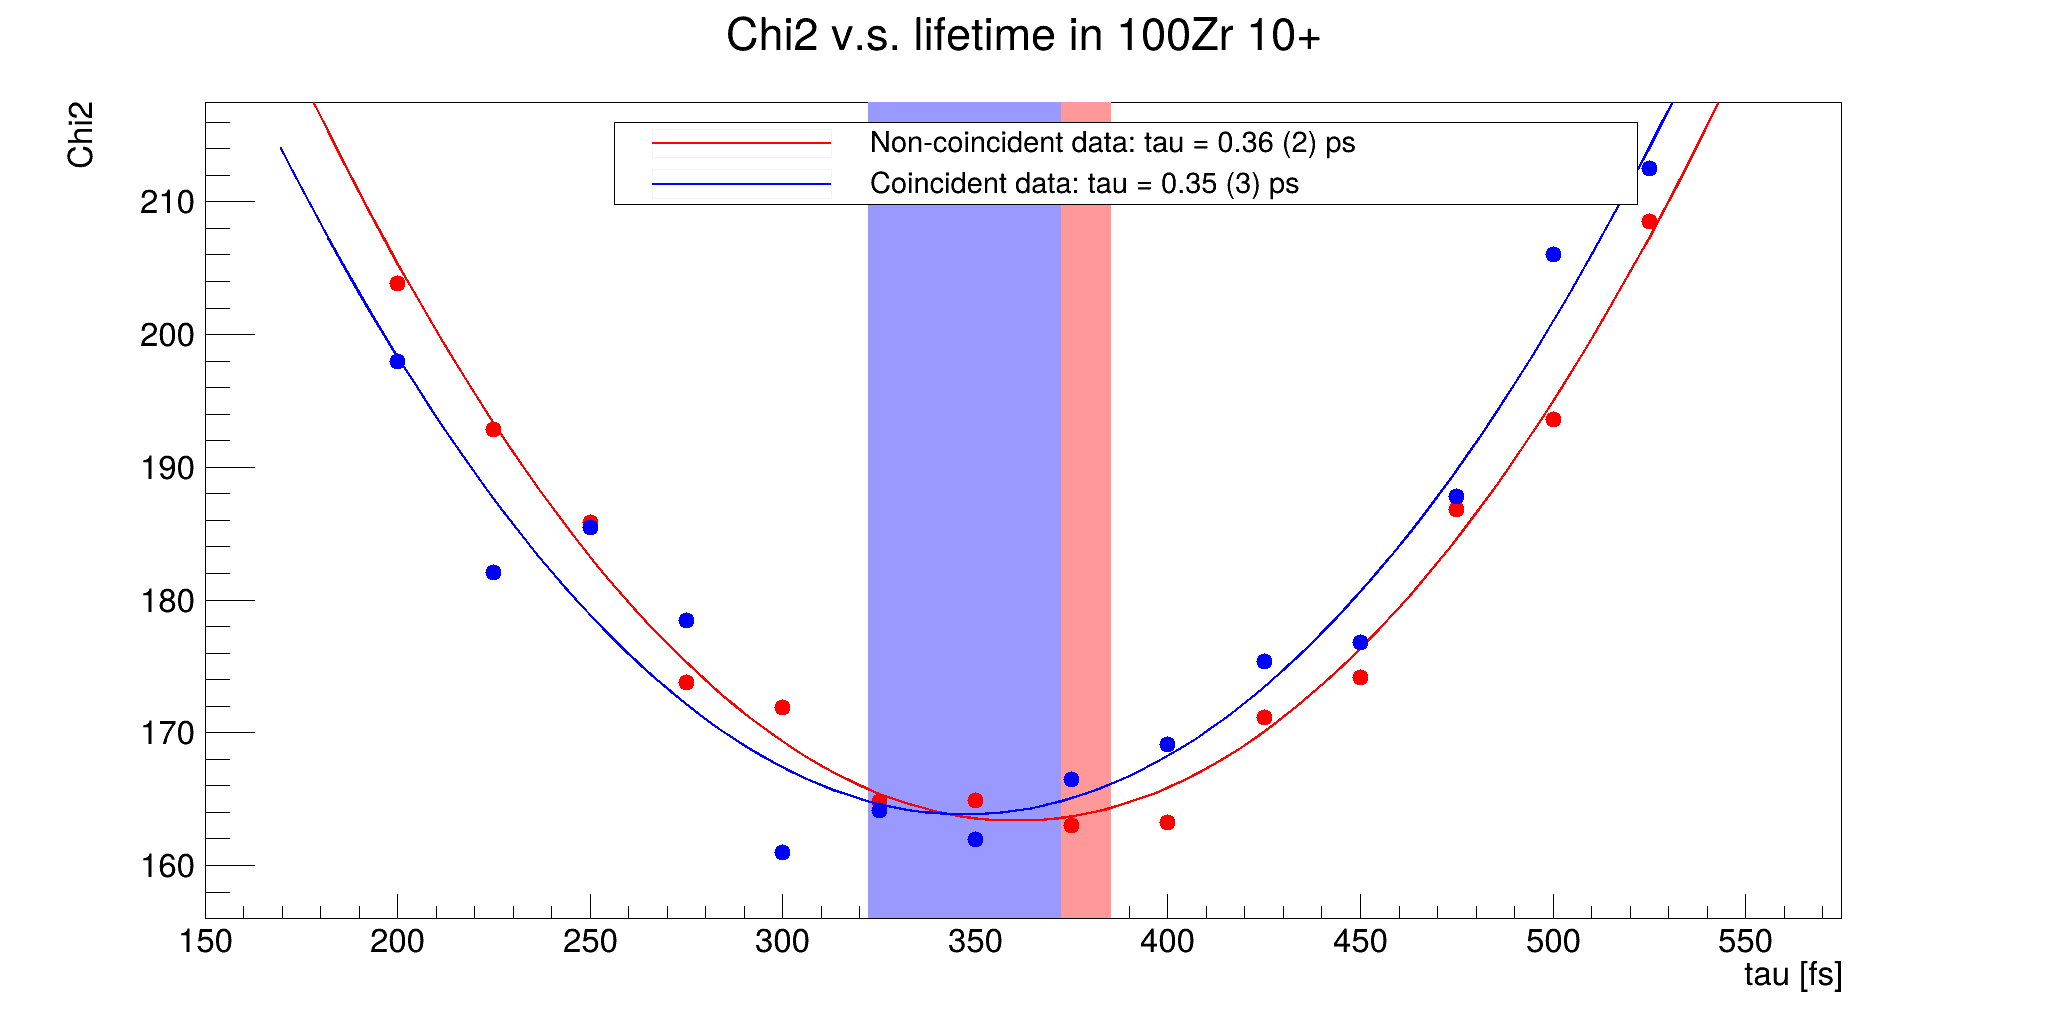 Chi2 v.s. lifetime in 100Zr 10+
Chi2
Non-coincident data: tau = 0.36 (2) ps
Coincident data: tau = 0.35 (3) ps
210
200
190
180
170
160
150 200 250 300 350 400 450 500 550
tau [fs]